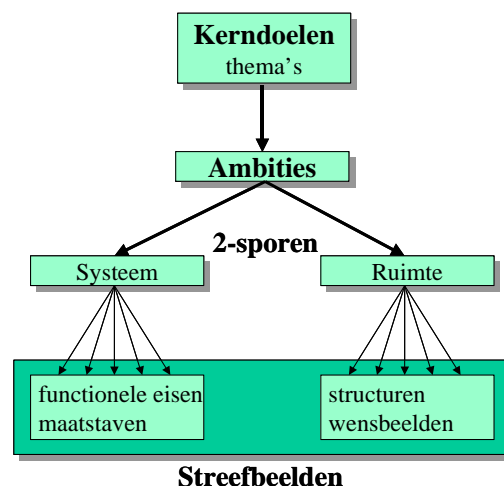 Kerndoelen
thema's
Ambities
2-sporen
Systeem
Ruimte
functionele eisen
maatstaven
structuren
wensbeelden
Streefbeelden